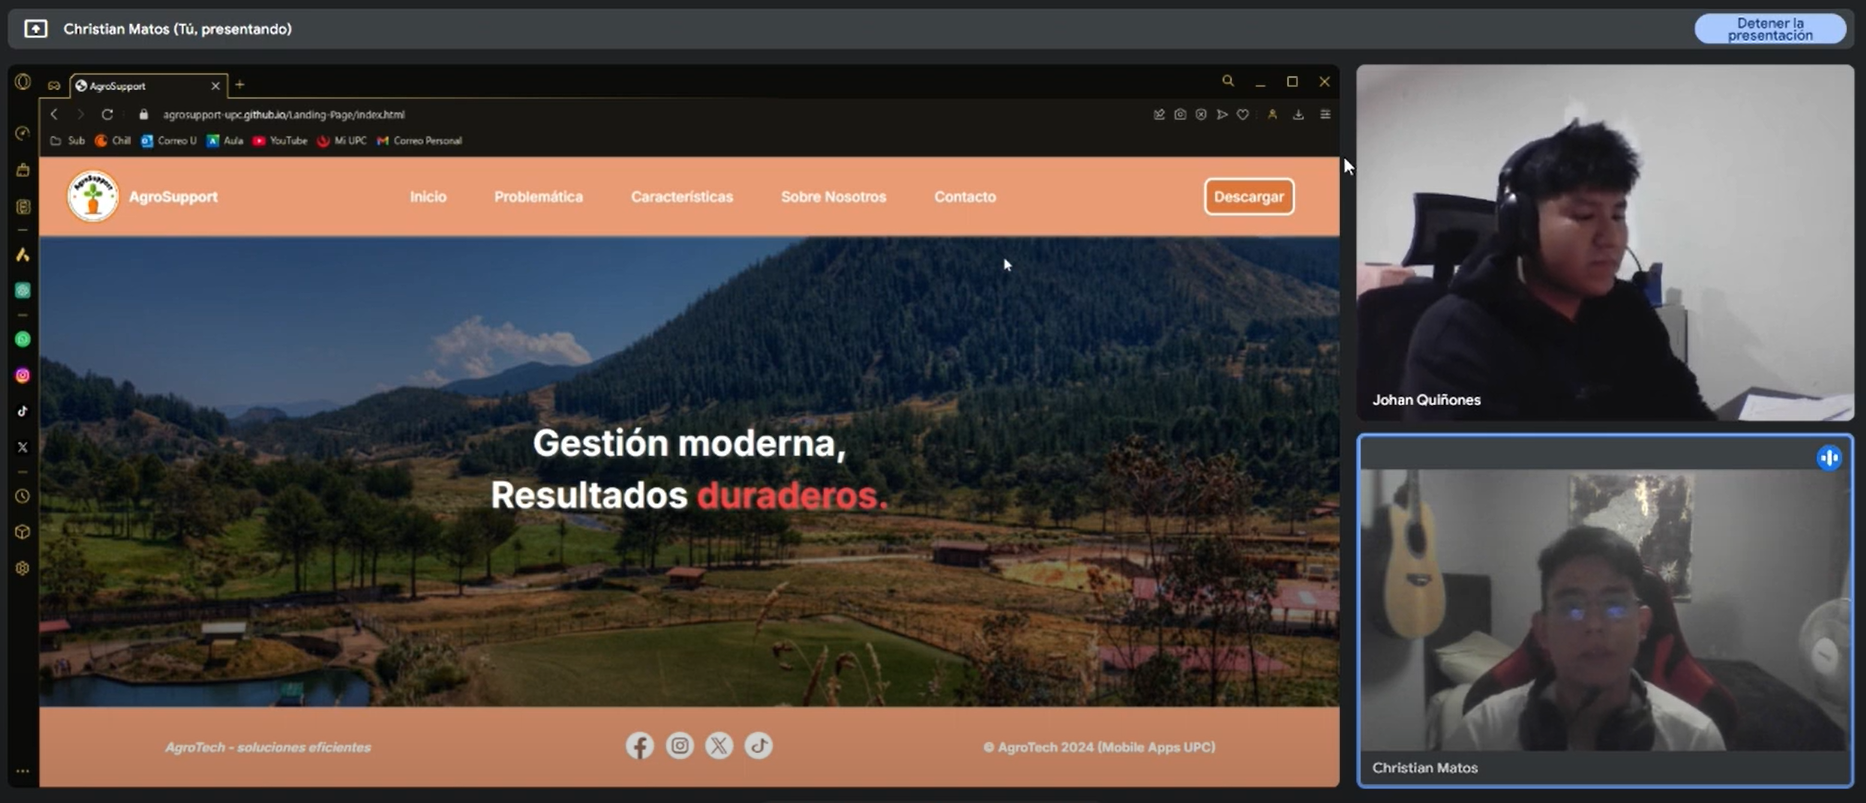 Christian Matos (Tú, presentando)
Detener la
presentación
AgroSupport
agrosupport-upc.github.io/Landing-Page/index.html
Sub Chill Correo U Aula YouTube Mi UPC Correo Personal
AgroSupport
AgroSupport Inicio Problemática Características Sobre Nosotros Contacto Descargar
Gestión moderna,
Resultados duraderos.
AgroTech - soluciones eficientes
© AgroTech 2024 (Mobile Apps UPC)
Johan Quiñones
Christian Matos